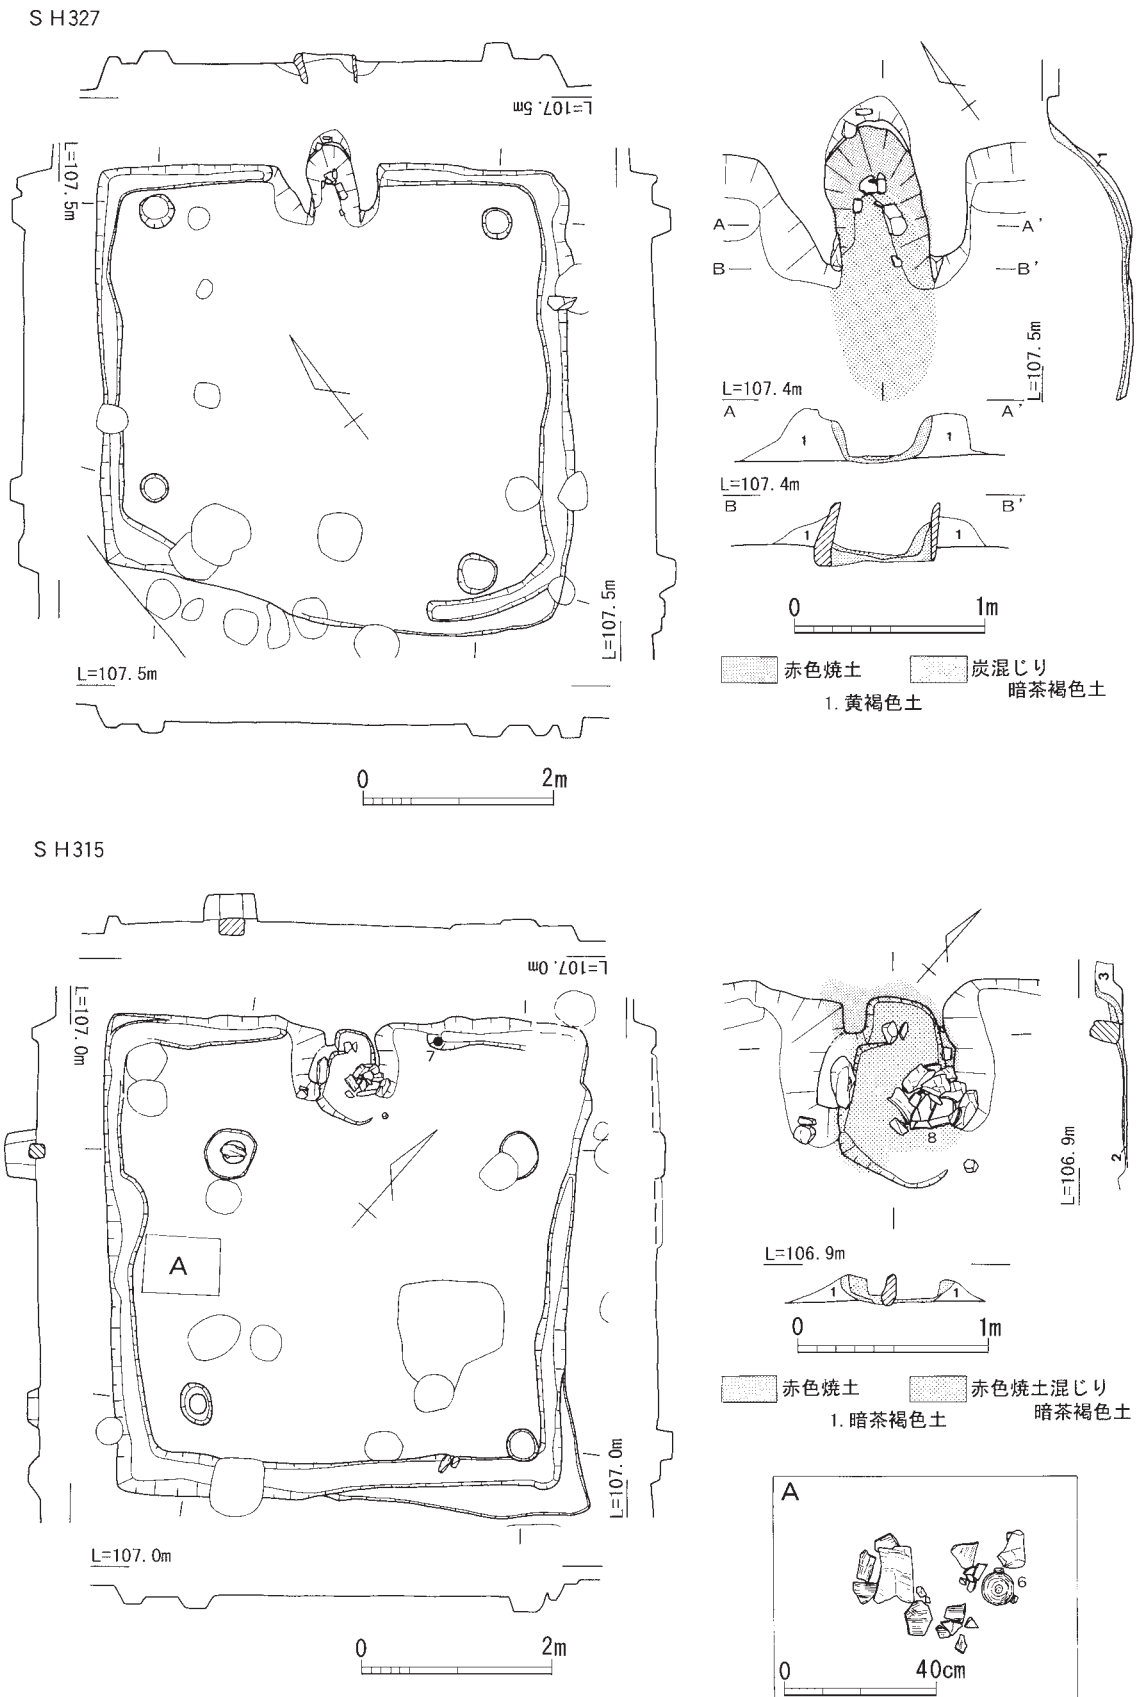 S H327
L=107.5m
L=107.5m
1
A
A'
B
B'
L=107.5m
L=107.4m
A
A'
1
1
L=107.4m
B
B'
1
1
0 1m
赤色焼土
炭混じり
暗茶褐色土
1. 黄褐色土
L=107.5m
L=107.5m
0 2m
S H315
L=107.0m
L=107.0m
7
A
3
8
2
L=106.9m
L=106.9m
1
1
0 1m
赤色焼土
赤色焼土混じり
暗茶褐色土
1. 暗茶褐色土
L=107.0m
L=107.0m
0 2m
A
6
0 40cm